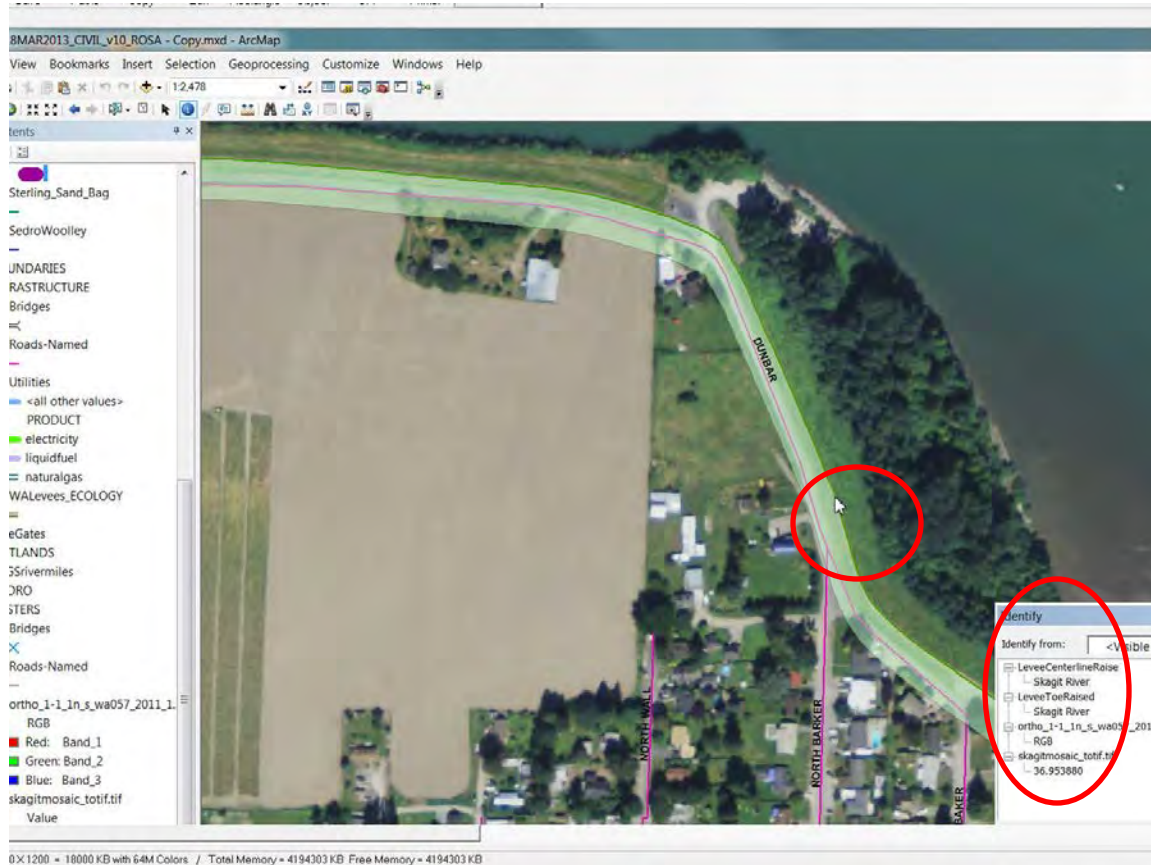 8MAR2013_CIVIL_v10_ROSA - Copy.mxd - ArcMap
View Bookmarks Insert Selection Geoprocessing Customize Windows Help
1:2,478
tents
Sterling_Sand_Bag
SedroWoolley
UNDARIES
RASTRUCTURE
Bridges
Roads-Named
Utilities
<all other values>
PRODUCT
electricity
liquidfuel
naturalgas
WALevees_ECOLOGY
eGates
TLANDS
GSrivermiles
ORO
STERS
Bridges
Roads-Named
ortho_1-1_1n_s_wa057_2011_1.
RGB
Red: Band_1
Green: Band_2
Blue: Band_3
skagitmosaic_totif.tif
Value
DUNBAR
NORTH WALL
NORTH BARKER
BAKER
Identify
Identify from: <Visible
LeveeCenterlineRaise
Skagit River
LeveeToeRaised
Skagit River
ortho_1-1_1n_s_wa057_201
RGB
skagitmosaic_totif.tif
36.953880
0×1200 = 18000 KB with 64M Colors / Total Memory = 4194303 KB Free Memory = 4194303 KB